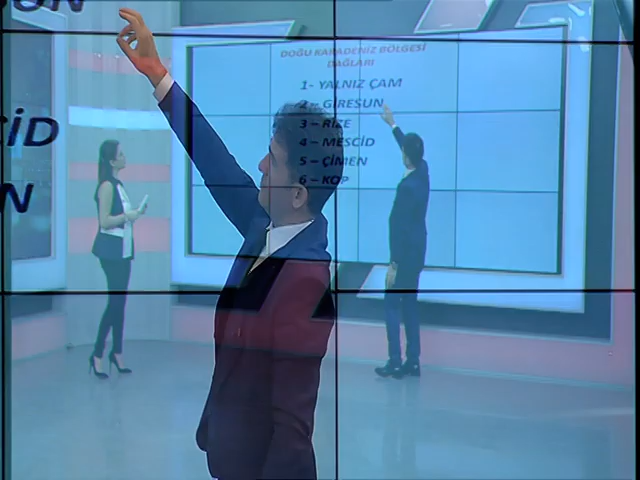 DOĞU KARADENİZ BÖLGESİ
DAĞLARI
1- YALNIZ ÇAM
2 – GİRESUN
3 – RİZE
4 – MESCİD
5 – ÇİMEN
6 – KOP